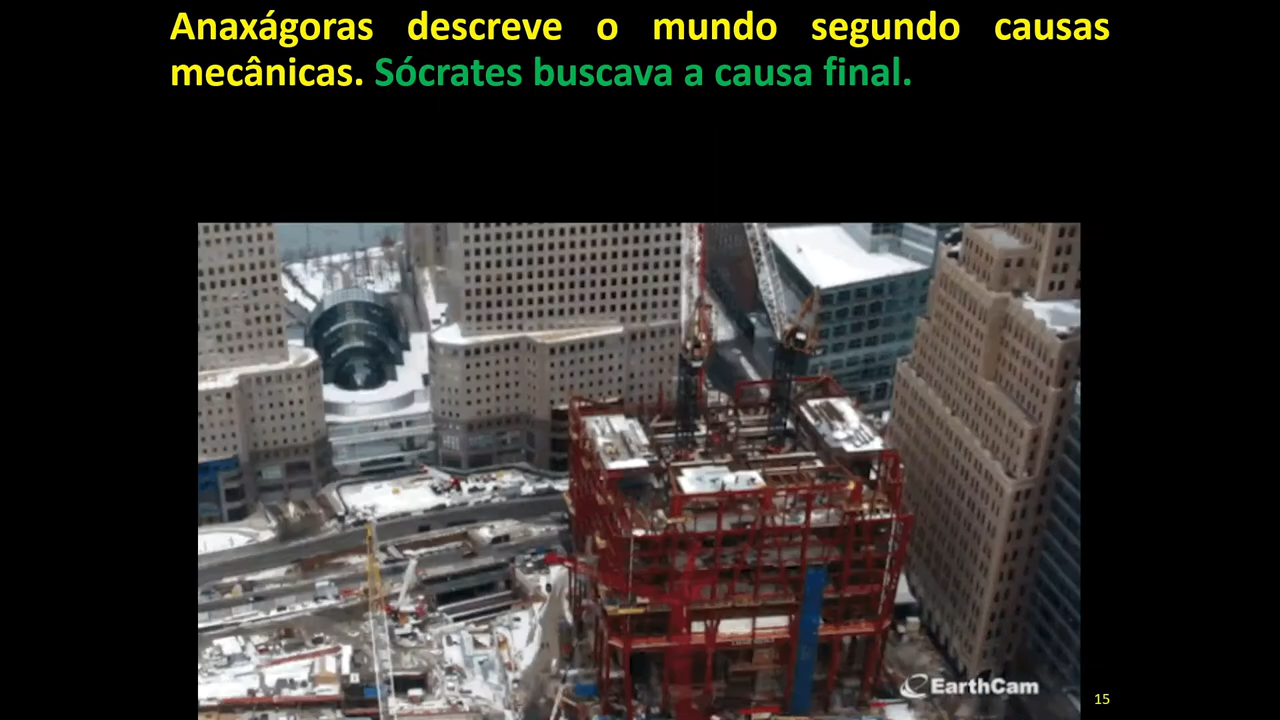 Anaxágoras descreve o mundo segundo causas
mecânicas. Sócrates buscava a causa final.
EarthCam
15